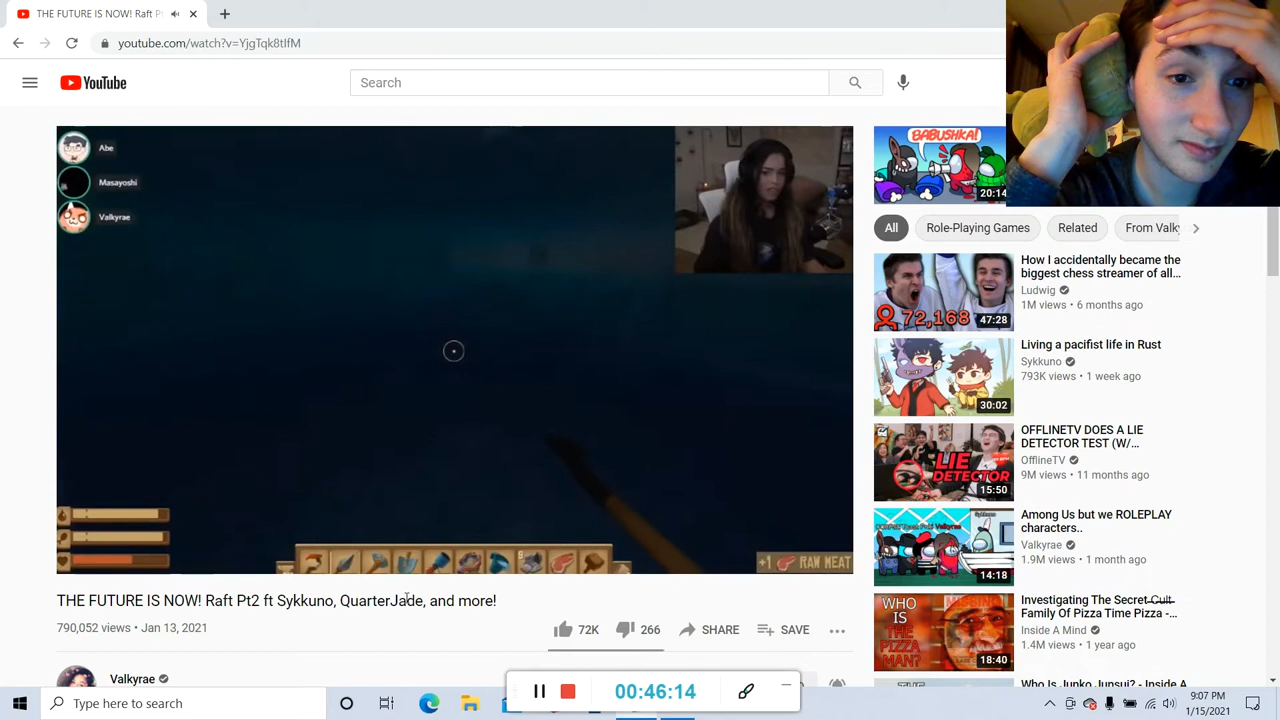 THE FUTURE IS NOW! Raft Pt
youtube.com/watch?v=YjgTqk8tIfM
YouTube
Search
Abe
Masayoshi
Valkyrae
+1 RAW MEAT
THE FUTURE IS NOW! Raft Pt2 ft Sykkuno, QuarterJade, and more!
790,052 views • Jan 13, 2021
72K
266
SHARE
SAVE
Valkyrae
BABUSHKA!
20:14
All
Role-Playing Games
Related
From Valky
72,168
47:28
How I accidentally became the
biggest chess streamer of all...
Ludwig
1M views • 6 months ago
30:02
Living a pacifist life in Rust
Sykkuno
793K views • 1 week ago
LIE
DETECTOR
15:50
OFFLINETV DOES A LIE
DETECTOR TEST (W/...
OfflineTV
9M views • 11 months ago
14:18
Among Us but we ROLEPLAY
characters..
Valkyrae
1.9M views • 1 month ago
MISSING
WHO
IS
THE
PIZZA
MAN?
18:40
Investigating The Secret Cult
Family Of Pizza Time Pizza -...
Inside A Mind
1.4M views • 1 year ago
Who Is Junko Junsui? - Inside A
00:46:14
Type here to search
9:07 PM
1/15/2021